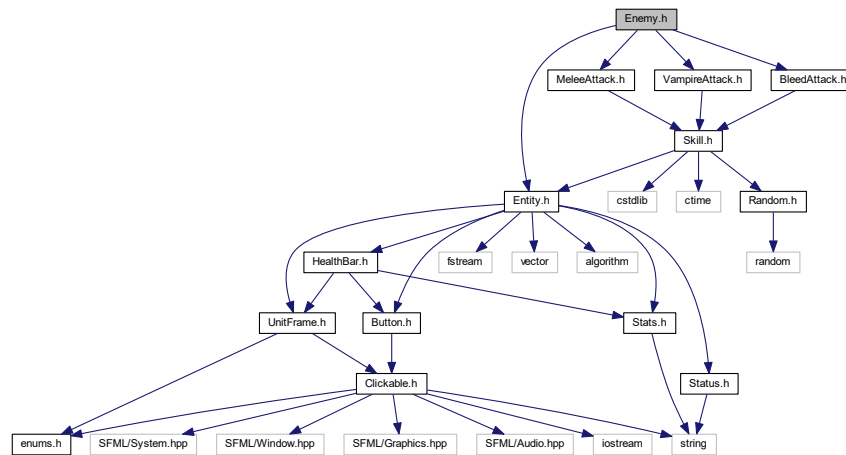 Enemy.h
MeleeAttack.h
VampireAttack.h
BleedAttack.h
Skill.h
Entity.h
cstdlib
ctime
Random.h
HealthBar.h
fstream
vector
algorithm
random
UnitFrame.h
Button.h
Stats.h
Clickable.h
Status.h
enums.h
SFML/System.hpp
SFML/Window.hpp
SFML/Graphics.hpp
SFML/Audio.hpp
iostream
string